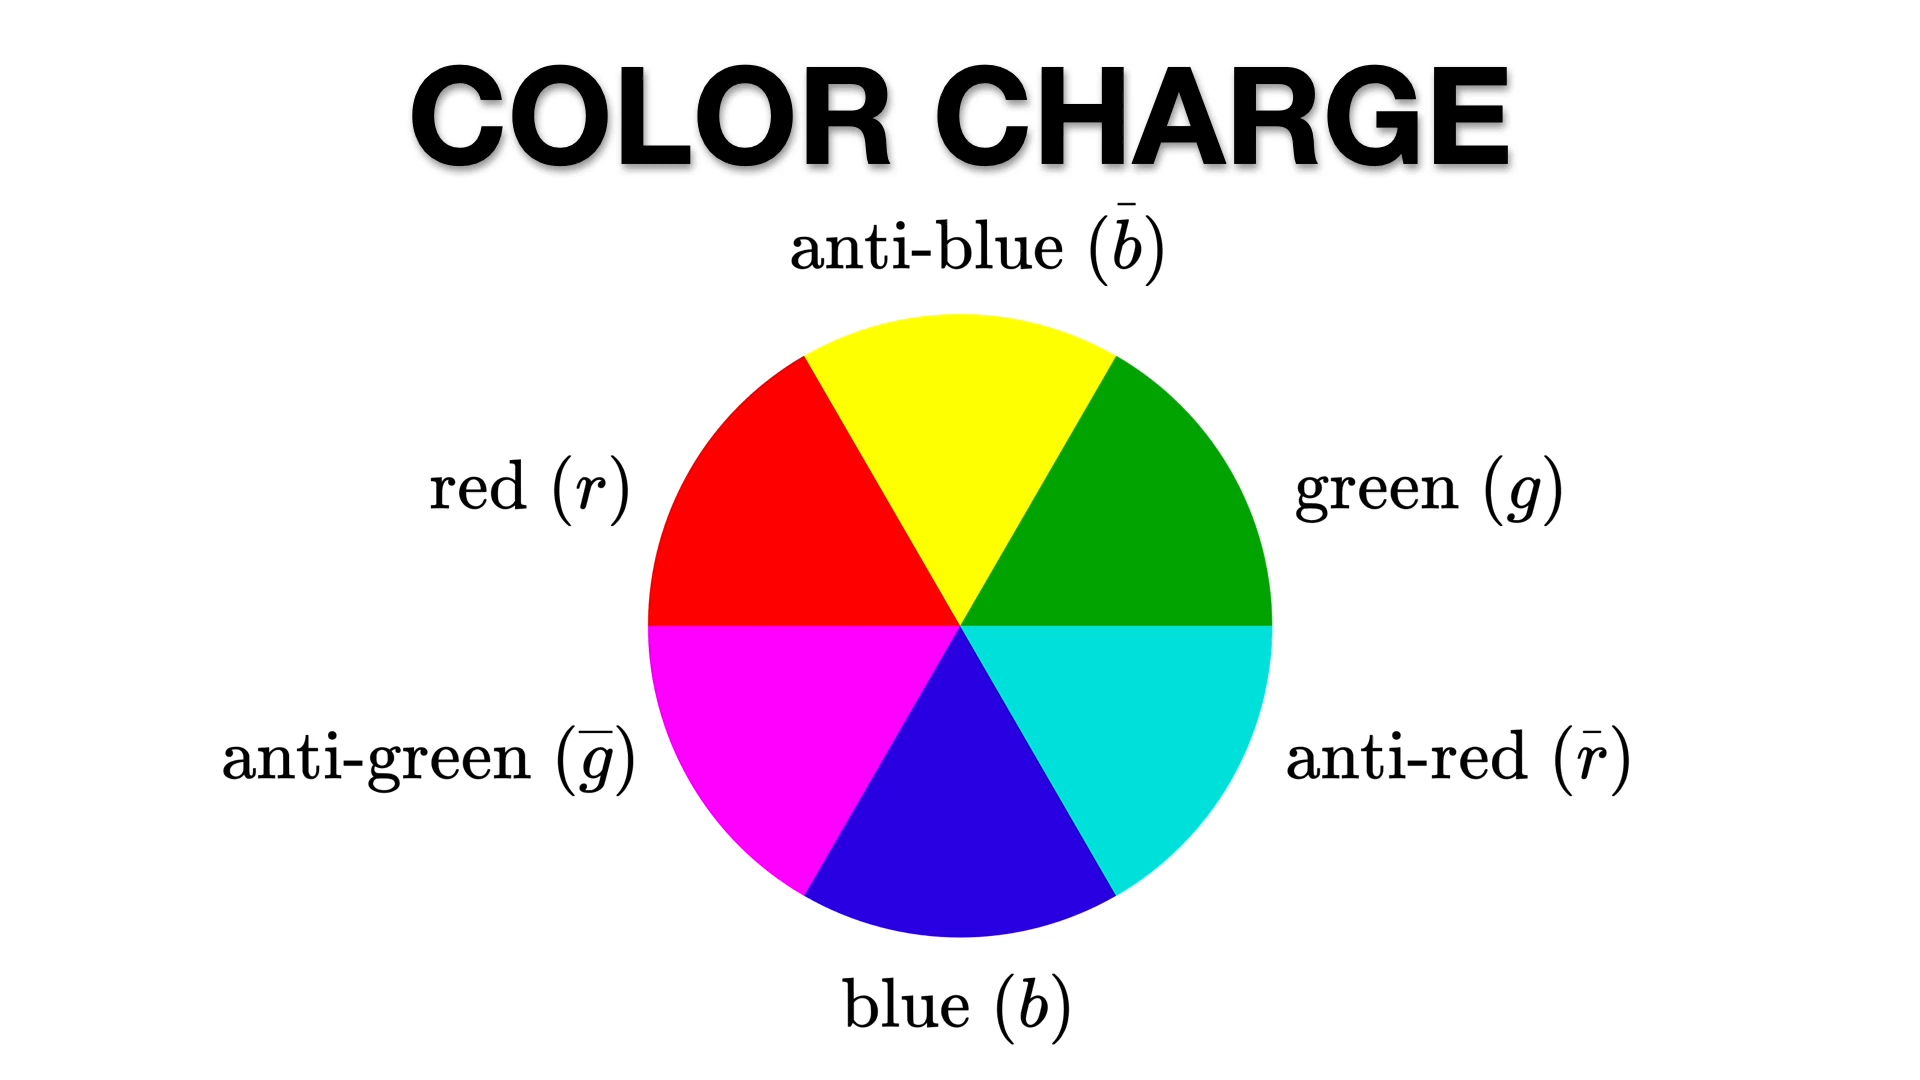 COLOR CHARGE
anti-blue (b̄)
red (r)
green (g)
anti-green (g̅)
anti-red (r̄)
blue (b)